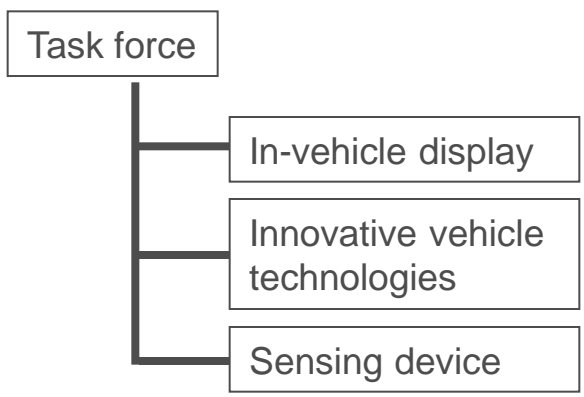 Task force
In-vehicle display
Innovative vehicle
technologies
Sensing device